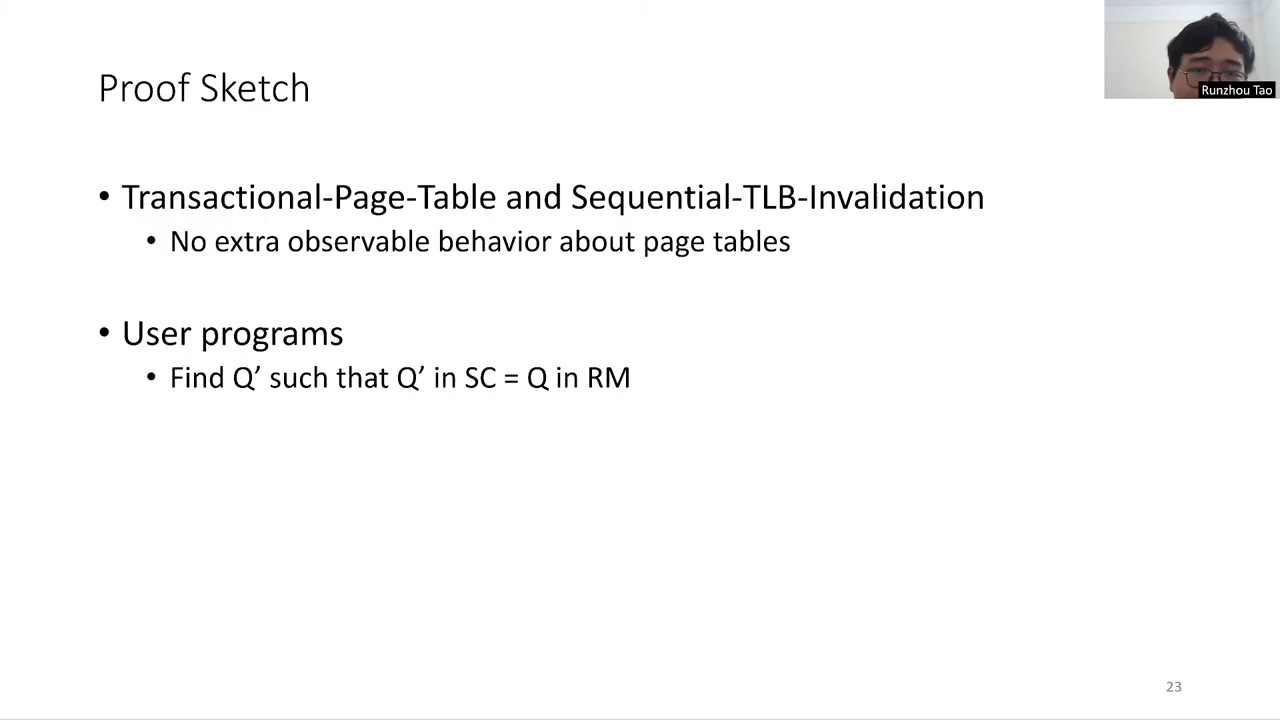 Runzhou Tao
Proof Sketch
• Transactional-Page-Table and Sequential-TLB-Invalidation
• No extra observable behavior about page tables
• User programs
• Find Q’ such that Q’ in SC = Q in RM
23